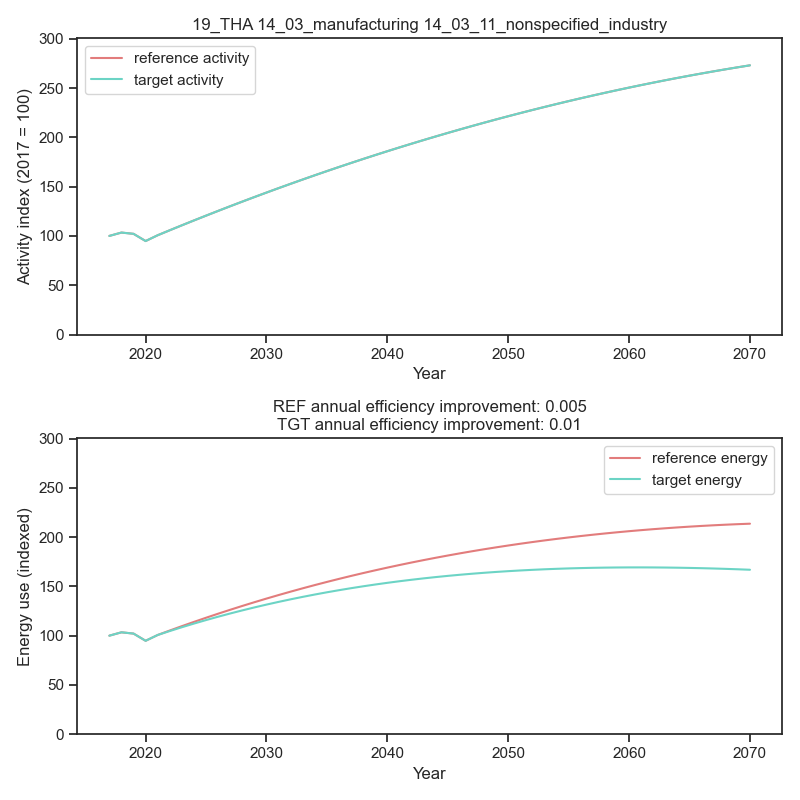 19_THA 14_03_manufacturing 14_03_11_nonspecified_industry
300
250
200
150
100
50
0
Activity index (2017 = 100)
reference activity
target activity
2020 2030 2040 2050 2060 2070
Year
REF annual efficiency improvement: 0.005
TGT annual efficiency improvement: 0.01
300
250
200
150
100
50
0
Energy use (indexed)
reference energy
target energy
2020 2030 2040 2050 2060 2070
Year